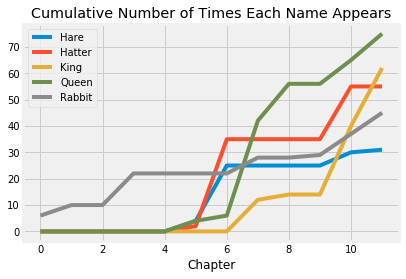 Cumulative Number of Times Each Name Appears
Hare
Hatter
King
Queen
Rabbit
70
60
50
40
30
20
10
0
0 2 4 6 8 10
Chapter